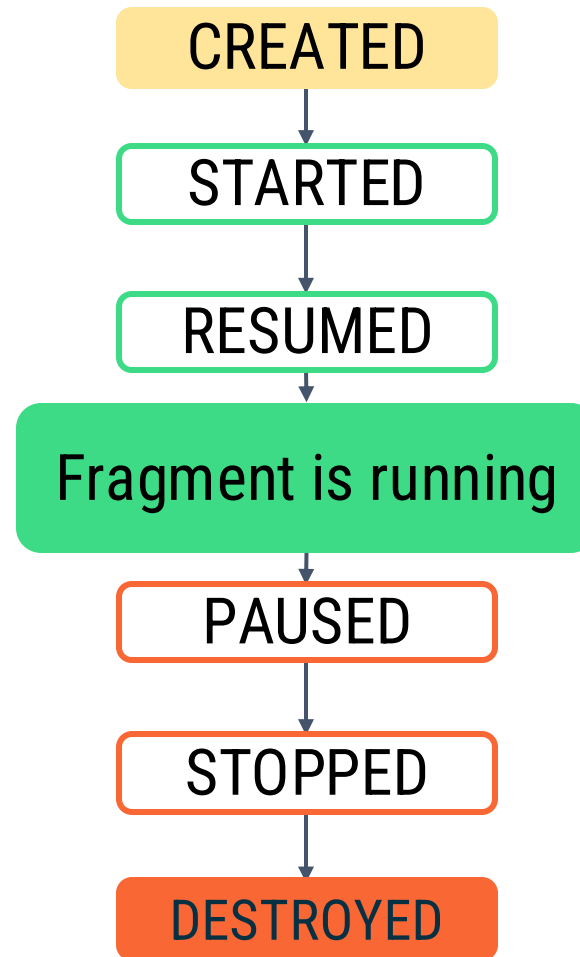 CREATED
STARTED
RESUMED
Fragment is running
PAUSED
STOPPED
DESTROYED